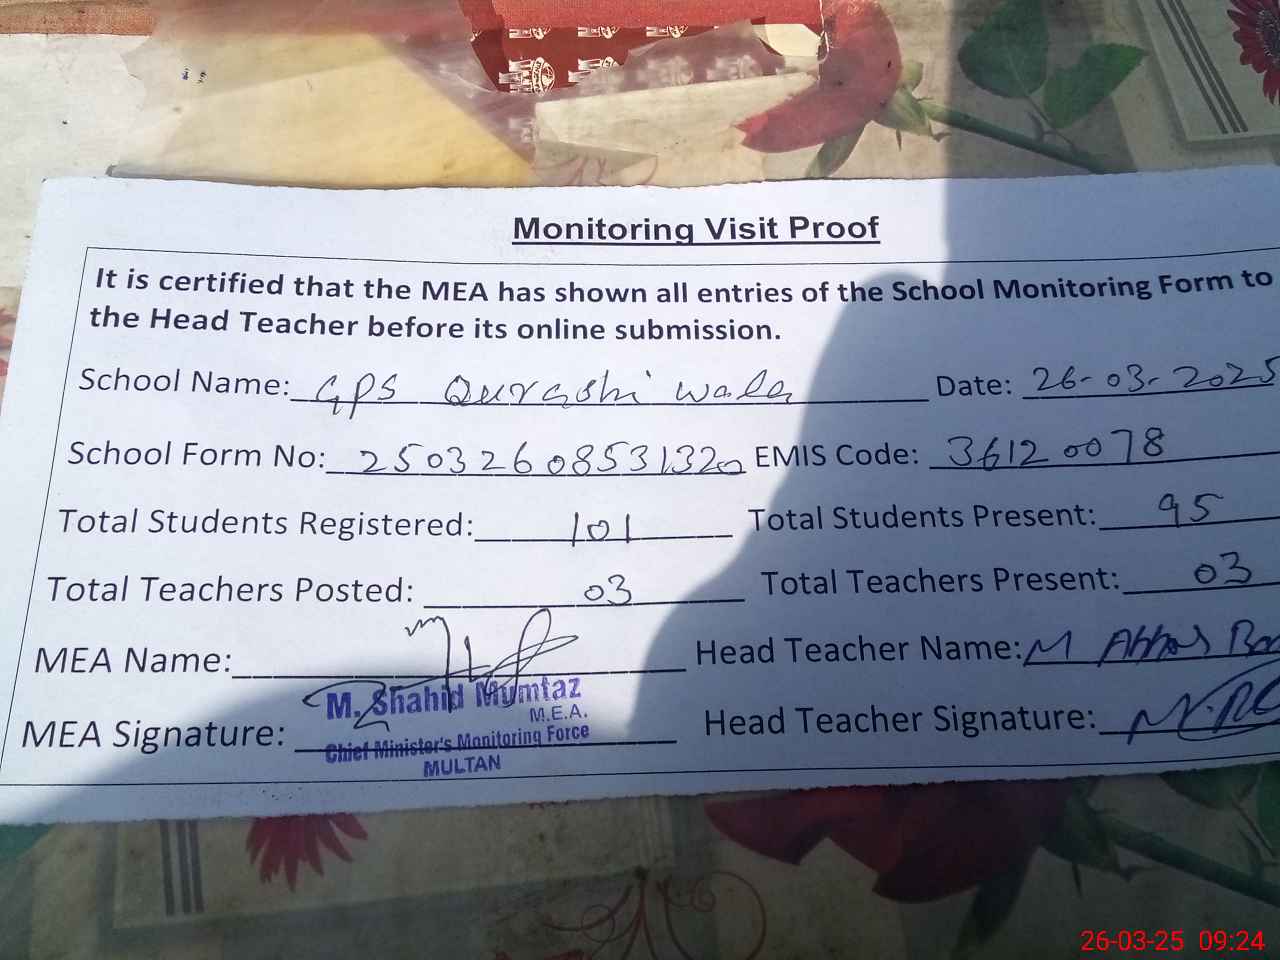 Monitoring Visit Proof
It is certified that the MEA has shown all entries of the School Monitoring Form to
the Head Teacher before its online submission.
School Name: GPS Qurashi wala Date: 26-03-2025
School Form No: 25032608531320 EMIS Code: 36120078
Total Students Registered: 101 Total Students Present: 95
Total Teachers Posted: 03 Total Teachers Present: 03
MEA Name: Head Teacher Name: M Abbas
M. Shahid Mumtaz
M.E.A.
MEA Signature: Head Teacher Signature:
Chief Minister's Monitoring Force
MULTAN
26-03-25 09:24